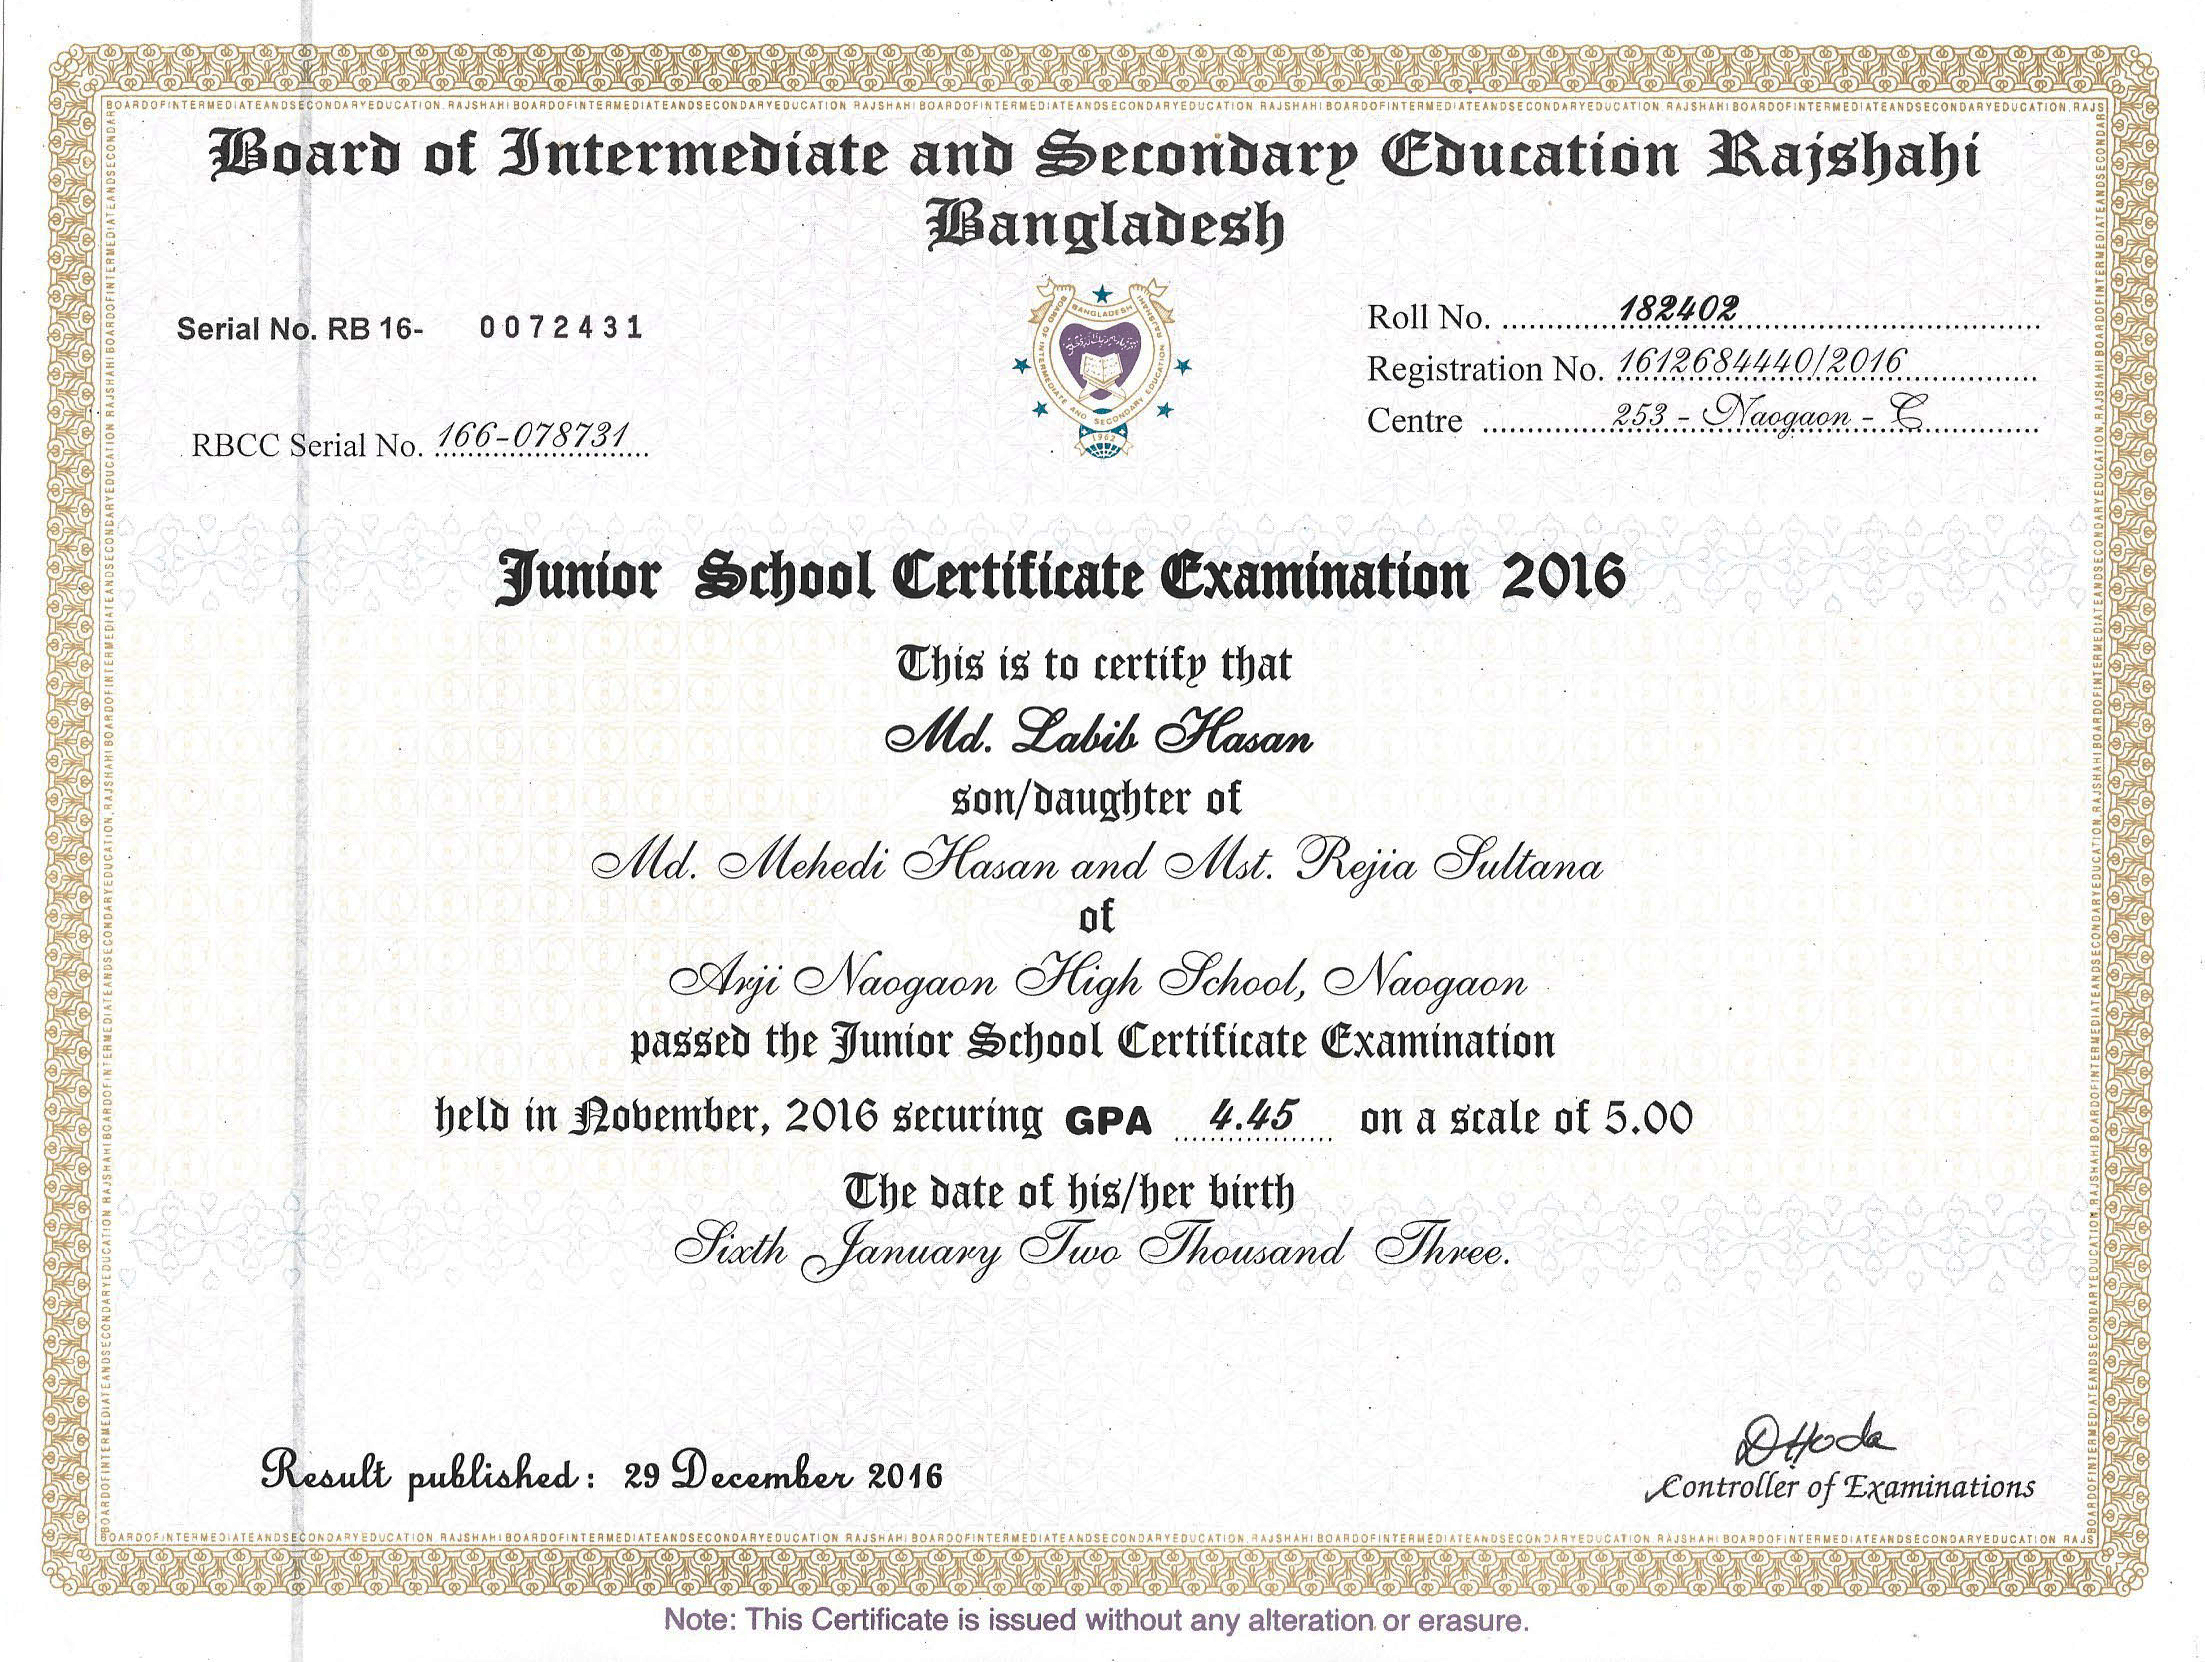 BOARDOFINTERMEDIATEANDSECONDARYEDUCATION, RAJSHAHI BOARDOFINTERMEDIATEANDSECONDARYEDUCATION RAJSHAHI BOARDOFINTERMEDIATEANDSECONDARYEDUCATION, RAJSHAHI BOARDOFINTERMEDIATEANDSECONDARYEDUCATION, RAJSHAHI BOARDOFINTERMEDIATEANDSECONDARYEDUCATION, RAJS
Board of Intermediate and Secondary Education Rajshahi
Bangladesh
Serial No. RB 16- 0072431
RBCC Serial No. 166-078731
BOARD OF INTERMEDIATE AND SECONDARY EDUCATION RAJSHAHI
BANGLADESH
1962
Roll No. 182402
Registration No. 1612684440/2016
Centre 253 - Naogaon - C
Junior School Certificate Examination 2016
This is to certify that
Md. Labib Hasan
son/daughter of
Md. Mehedi Hasan and Mst. Rejia Sultana
of
Arji Naogaon High School, Naogaon
passed the Junior School Certificate Examination
held in November, 2016 securing GPA 4.45 on a scale of 5.00
The date of his/her birth
Sixth January Two Thousand Three.
Result published : 29 December 2016
DHoda
Controller of Examinations
BOARDOFINTERMEDIATEANDSECONDARYEDUCATION, RAJSHAHI BOARDOFINTERMEDIATEANDSECONDARYEDUCATION RAJSHAHI BOARDOFINTERMEDIATEANDSECONDARYEDUCATION, RAJSHAHI BOARDOFINTERMEDIATEANDSECONDARYEDUCATION, RAJSHAHI BOARDOFINTERMEDIATEANDSECONDARYEDUCATION, RAJS
Note: This Certificate is issued without any alteration or erasure.